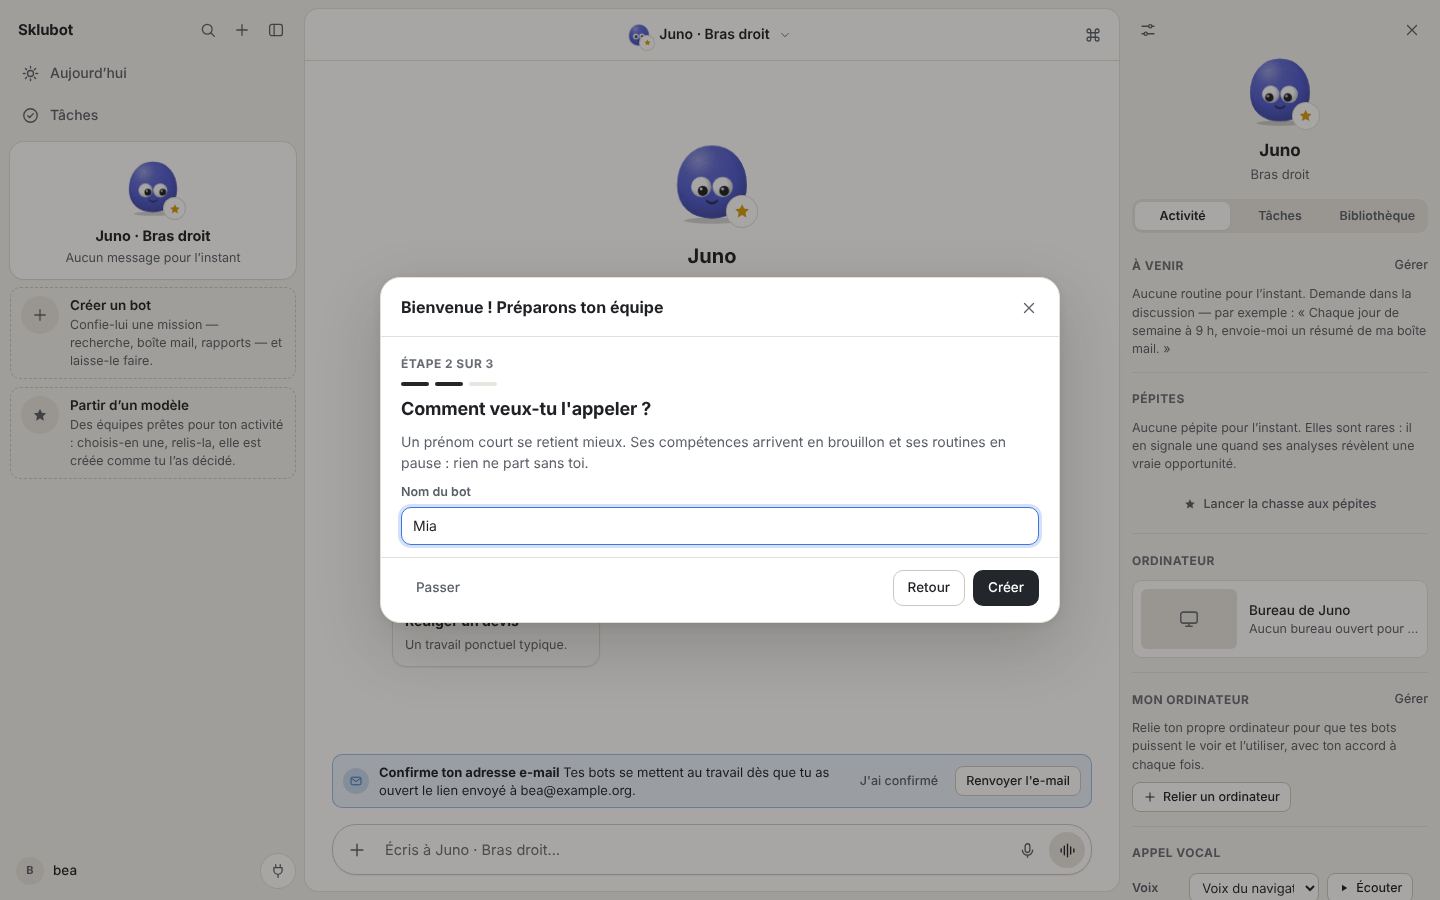 Sklubot
Aujourd’hui
Tâches
Juno · Bras droit
Aucun message pour l’instant
Créer un bot
Confie-lui une mission —
recherche, boîte mail, rapports — et
laisse-le faire.
Partir d’un modèle
Des équipes prêtes pour ton activité
: choisis-en une, relis-la, elle est
créée comme tu l’as décidé.
B
bea
Juno · Bras droit
Juno
Bienvenue ! Préparons ton équipe
ÉTAPE 2 SUR 3
Comment veux-tu l'appeler ?
Un prénom court se retient mieux. Ses compétences arrivent en brouillon et ses routines en
pause : rien ne part sans toi.
Nom du bot
Mia
Passer
Retour
Créer
Rédiger un devis
Un travail ponctuel typique.
Confirme ton adresse e-mail Tes bots se mettent au travail dès que tu as
ouvert le lien envoyé à bea@example.org.
J'ai confirmé
Renvoyer l'e-mail
Écris à Juno · Bras droit...
Juno
Bras droit
Activité
Tâches
Bibliothèque
À VENIR
Gérer
Aucune routine pour l’instant. Demande dans la
discussion — par exemple : « Chaque jour de
semaine à 9 h, envoie-moi un résumé de ma boîte
mail. »
PÉPITES
Aucune pépite pour l’instant. Elles sont rares : il
en signale une quand ses analyses révèlent une
vraie opportunité.
Lancer la chasse aux pépites
ORDINATEUR
Bureau de Juno
Aucun bureau ouvert pour ...
MON ORDINATEUR
Gérer
Relie ton propre ordinateur pour que tes bots
puissent le voir et l’utiliser, avec ton accord à
chaque fois.
Relier un ordinateur
APPEL VOCAL
Voix
Voix du navigat
Écouter